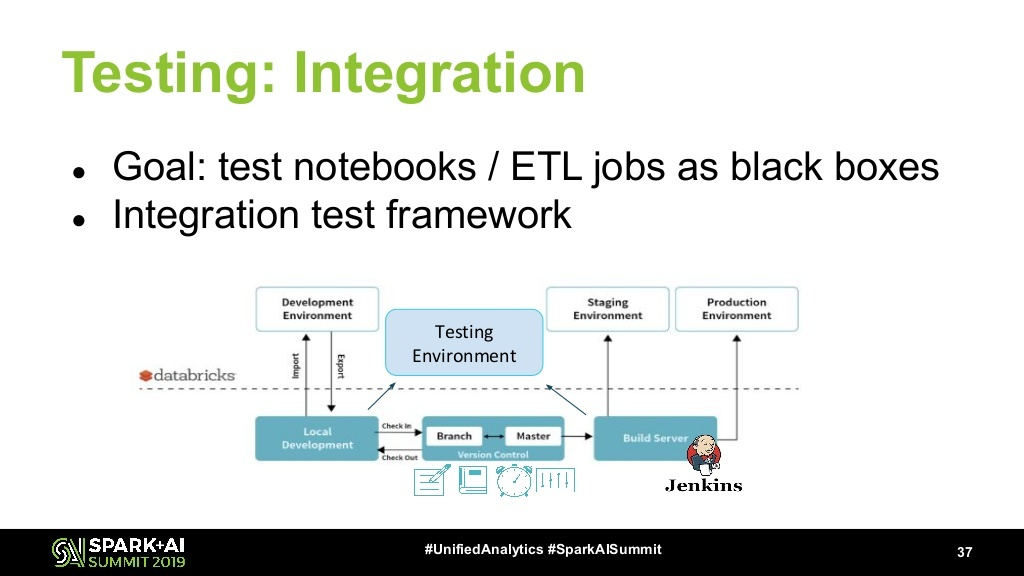 Testing: Integration
● Goal: test notebooks / ETL jobs as black boxes
● Integration test framework
Development
Environment
Testing
Environment
Staging
Environment
Production
Environment
Import
Export
databricks
Local
Development
Check In
Check Out
Branch
Master
Version Control
Build Server
Jenkins
SPARK+AI
SUMMIT 2019
#UnifiedAnalytics #SparkAISummit
37